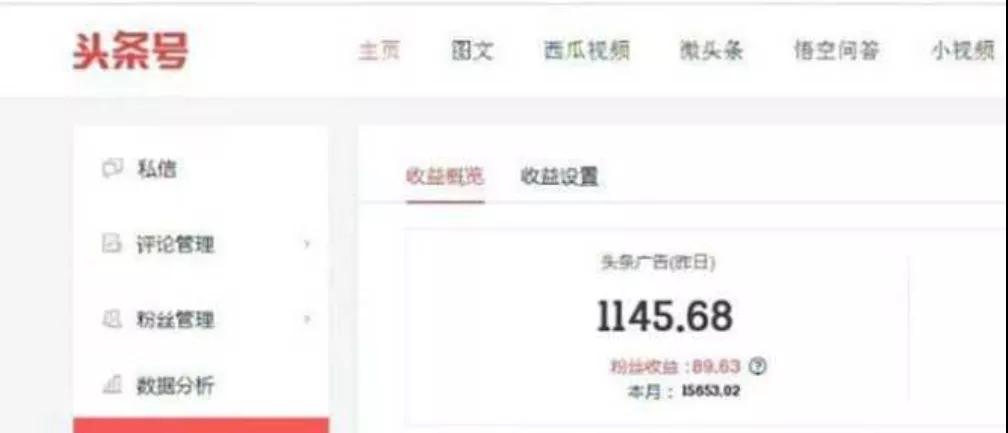 头条号 主页 图文 西瓜视频 微头条 悟空问答 小视频
私信
评论管理
粉丝管理
数据分析
收益概览 收益设置
头条广告(昨日)
1145.68
粉丝收益 :89.63 ?
本月： 15653.02